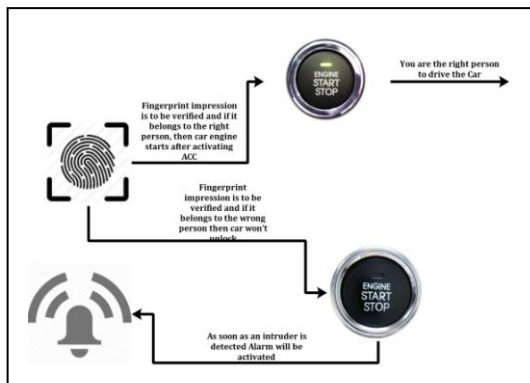 ENGINE
START
STOP
You are the right person
to drive the Car
Fingerprint impression
is to be verified and if it
belongs to the right
person, then car engine
starts after activating
ACC
Fingerprint
impression is to be
verified and if it
belongs to the wrong
person then car won't
unlock
ENGINE
START
STOP
As soon as an intruder is
detected Alarm will be
activated